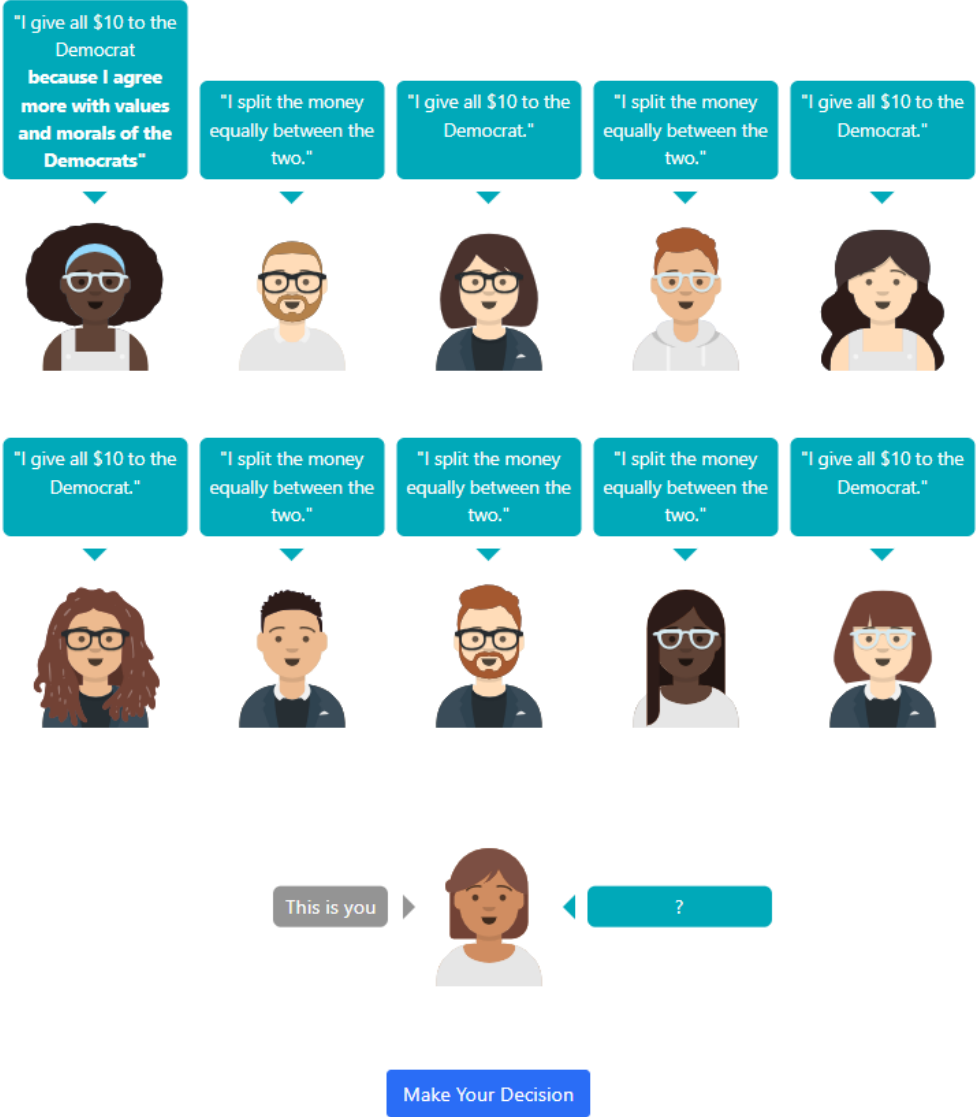 "I give all $10 to the
Democrat
because I agree
more with values
and morals of the
Democrats"
"I split the money
equally between the
two."
"I give all $10 to the
Democrat."
"I split the money
equally between the
two."
"I give all $10 to the
Democrat."
"I give all $10 to the
Democrat."
"I split the money
equally between the
two."
"I split the money
equally between the
two."
"I split the money
equally between the
two."
"I give all $10 to the
Democrat."
This is you
?
Make Your Decision